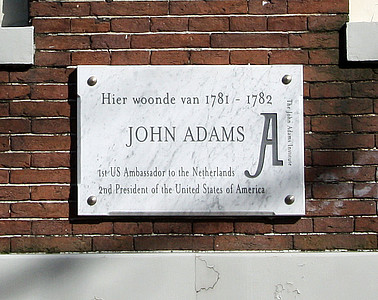 Hier woonde van 1781 - 1782
JOHN ADAMS
1st US Ambassador to the Netherlands
2nd President of the United States of America
A
The John Adams Institute